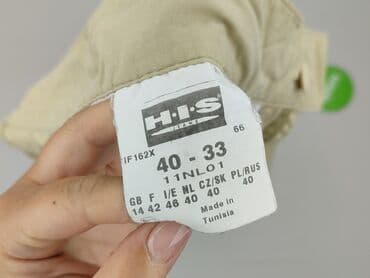 H·I·S
JEANS
IF162X
66
40 - 33
11NL01
GB F I/E NL CZ/SK PL/RUS
14 42 46 40 40 40
Made in
Tunisia